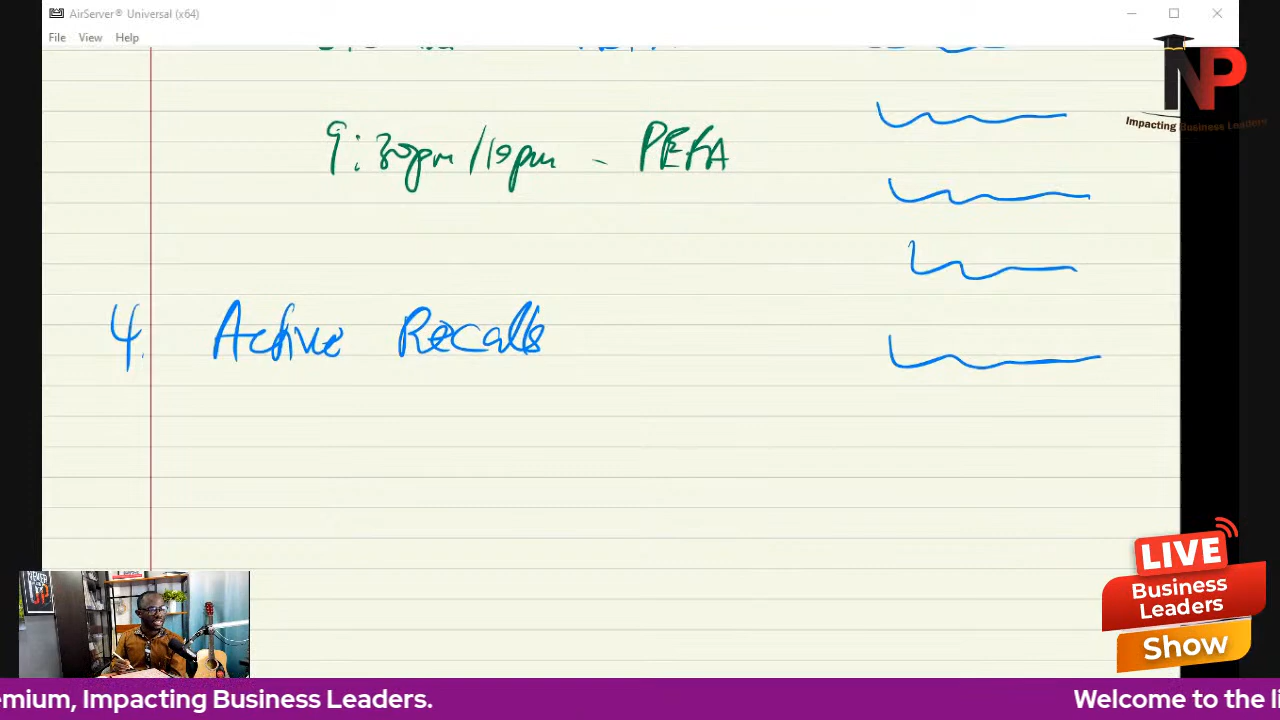 AirServer® Universal (x64)
File View Help
NP
Impacting Business Leaders
9:30pm/10pm - PEFA
4. Active Recalls
LIVE
Business
Leaders
Show
emium, Impacting Business Leaders.
Welcome to the li